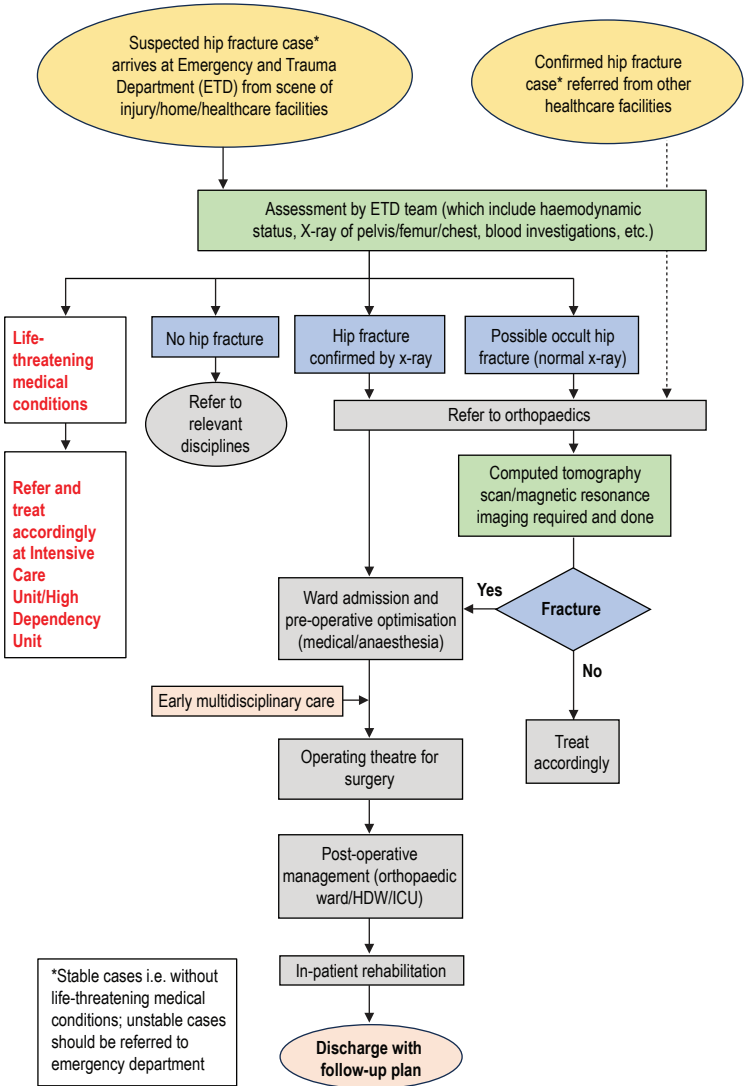 Suspected hip fracture case*
arrives at Emergency and Trauma
Department (ETD) from scene of
injury/home/healthcare facilities
Confirmed hip fracture
case* referred from other
healthcare facilities
Assessment by ETD team (which include haemodynamic
status, X-ray of pelvis/femur/chest, blood investigations, etc.)
Life-
threatening
medical
conditions
No hip fracture
Hip fracture
confirmed by x-ray
Possible occult hip
fracture (normal x-ray)
Refer to
relevant
disciplines
Refer to orthopaedics
Refer and
treat
accordingly
at Intensive
Care
Unit/High
Dependency
Unit
Computed tomography
scan/magnetic resonance
imaging required and done
Ward admission and
pre-operative optimisation
(medical/anaesthesia)
Yes
Fracture
No
Early multidisciplinary care
Treat
accordingly
Operating theatre for
surgery
Post-operative
management (orthopaedic
ward/HDW/ICU)
In-patient rehabilitation
*Stable cases i.e. without
life-threatening medical
conditions; unstable cases
should be referred to
emergency department
Discharge with
follow-up plan